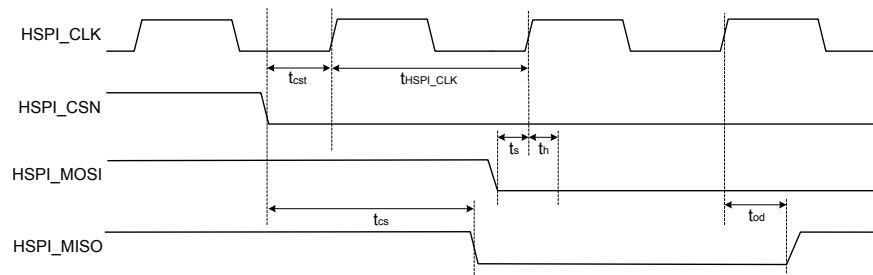 HSPI_CLK
tcst
tHSPI_CLK
HSPI_CSN
ts
th
HSPI_MOSI
tcs
tod
HSPI_MISO